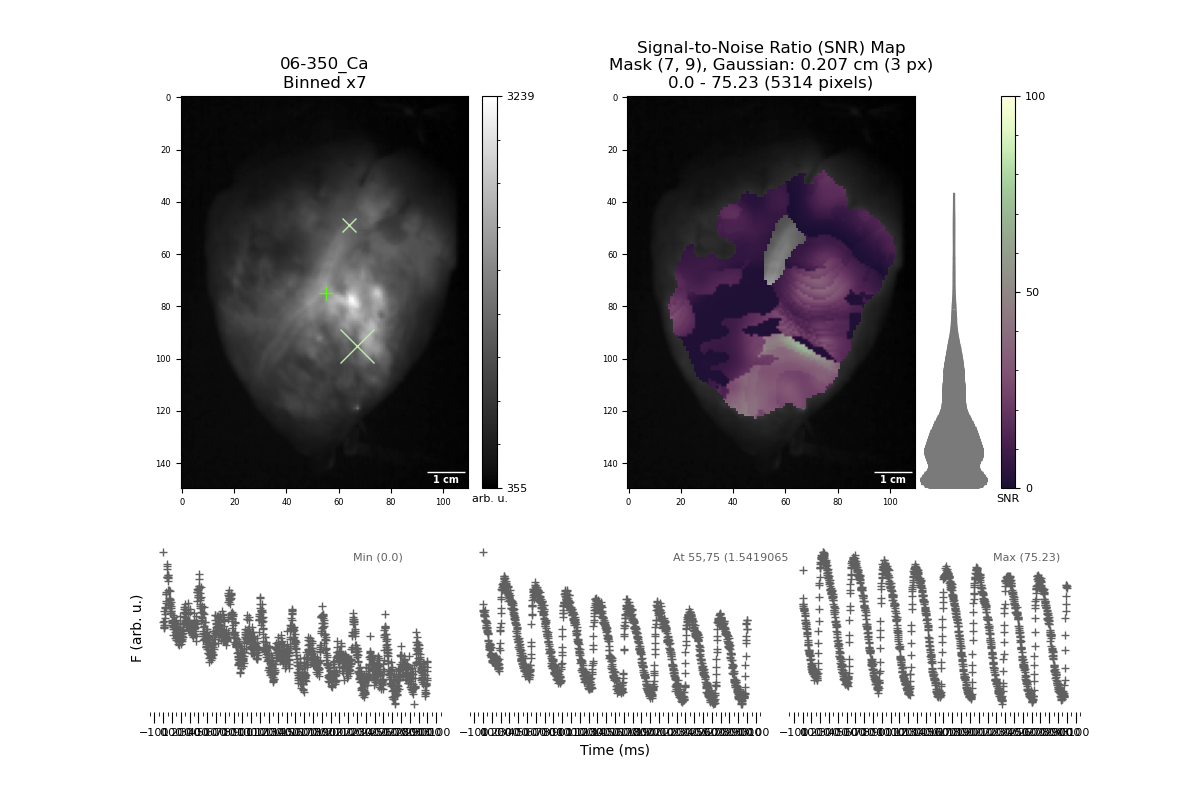 06-350_Ca
Binned x7
Signal-to-Noise Ratio (SNR) Map
Mask (7, 9), Gaussian: 0.207 cm (3 px)
0.0 - 75.23 (5314 pixels)
0
20
40
60
80
100
120
140
0 20 40 60 80 100
1 cm
3239
355
arb. u.
0
20
40
60
80
100
120
140
0 20 40 60 80 100
1 cm
100
50
0
SNR
Min (0.0)
At 55,75 (1.5419065
Max (75.23)
F (arb. u.)
Time (ms)